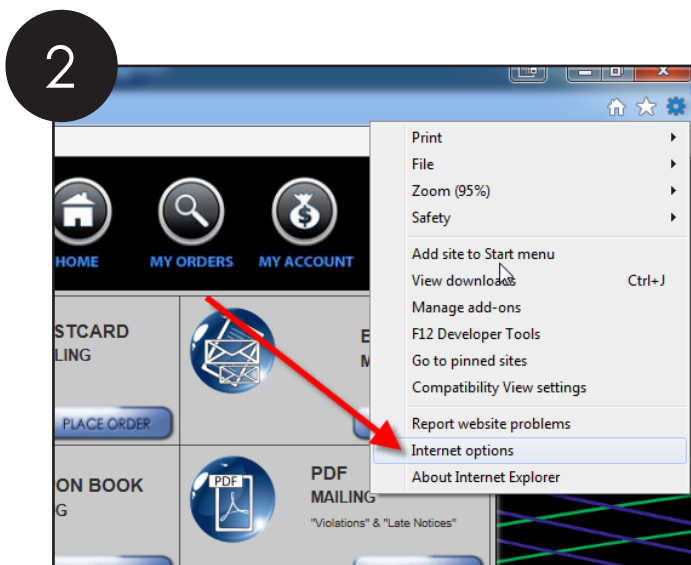 2
Print
File
Zoom (95%)
Safety
Add site to Start menu
View downloads Ctrl+J
Manage add-ons
F12 Developer Tools
Go to pinned sites
Compatibility View settings
Report website problems
Internet options
About Internet Explorer
HOME MY ORDERS MY ACCOUNT
STCARD
LING
PLACE ORDER
E
M
ON BOOK
G
PDF
PDF
MAILING
"Violations" & "Late Notices"